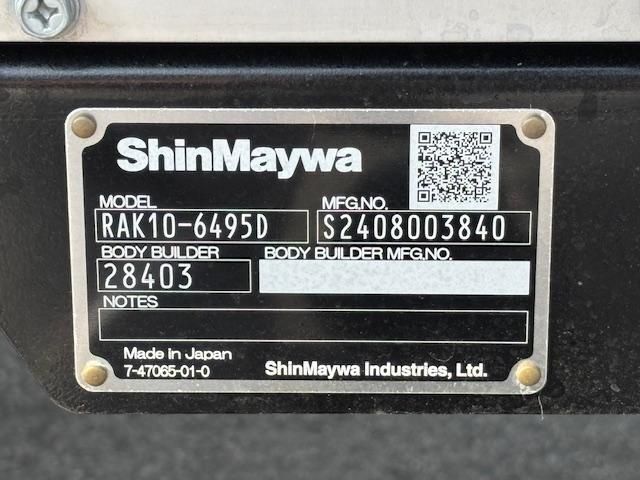 ShinMaywa
MODEL MFG.NO.
RAK10-6495D S2408003840
BODY BUILDER BODY BUILDER MFG.NO.
28403
NOTES
Made in Japan
7-47065-01-0 ShinMaywa Industries, Ltd.